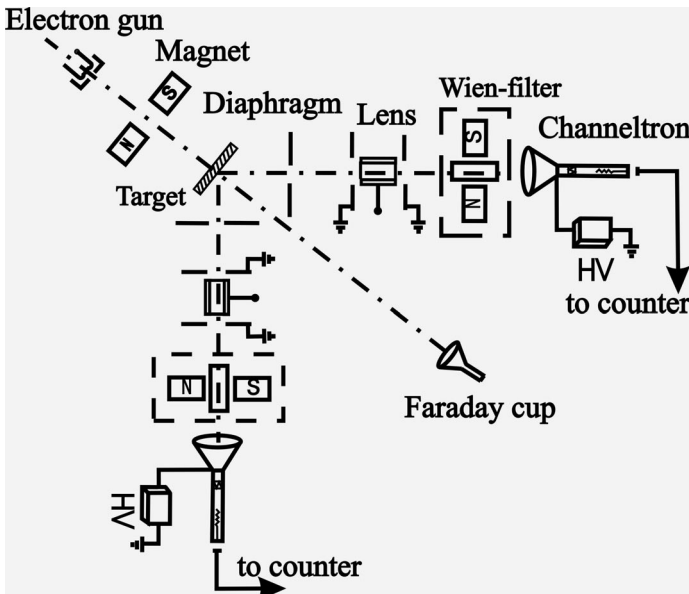 Electron gun
Magnet
S
N
Diaphragm
Lens
Wien-filter
S
N
Channeltron
Target
HV
to counter
N
S
Faraday cup
HV
to counter